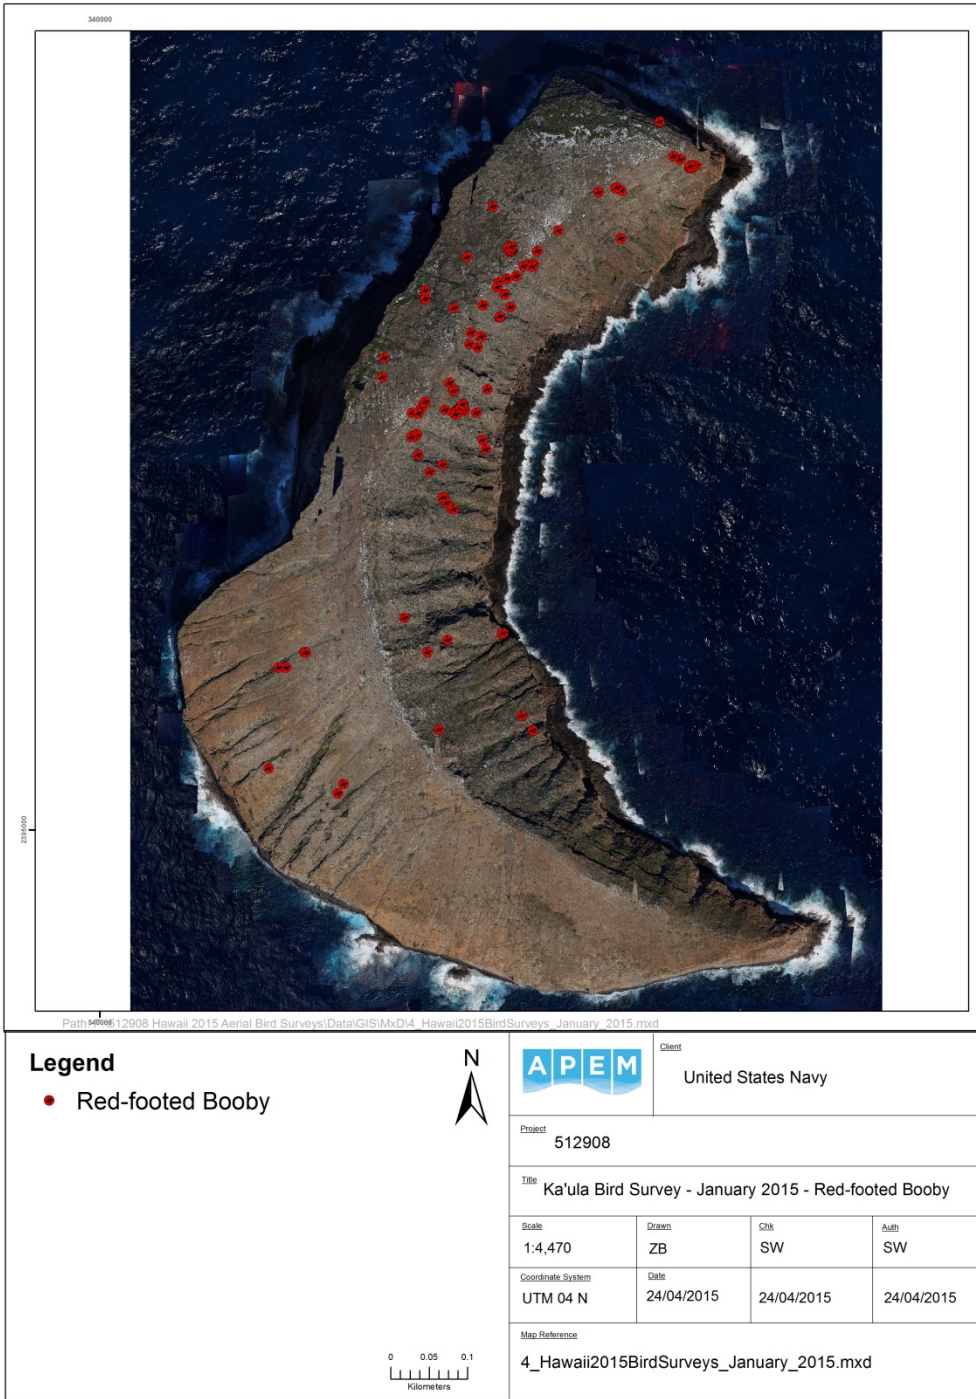 340000
2395000
340000
512908 Hawaii 2015 Aerial Bird Surveys\Data\GIS\MxD\4_Hawaii2015BirdSurveys_January_2015.mxd
Legend
Red-footed Booby
N
0 0.05 0.1
Kilometers
APEM
Client
United States Navy
Project
512908
Title
Ka'ula Bird Survey - January 2015 - Red-footed Booby
Scale
1:4,470
Drawn
ZB
Chk
SW
Auth
SW
Coordinate System
UTM 04 N
Date
24/04/2015
24/04/2015
24/04/2015
Map Reference
4_Hawaii2015BirdSurveys_January_2015.mxd